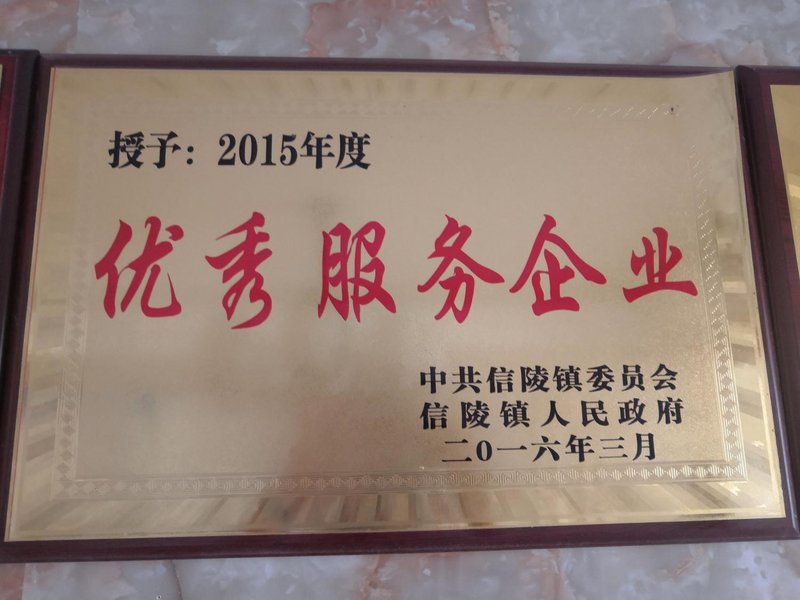 授予：2015年度
优秀服务企业
中共信陵镇委员会
信陵镇人民政府
二0一六年三月